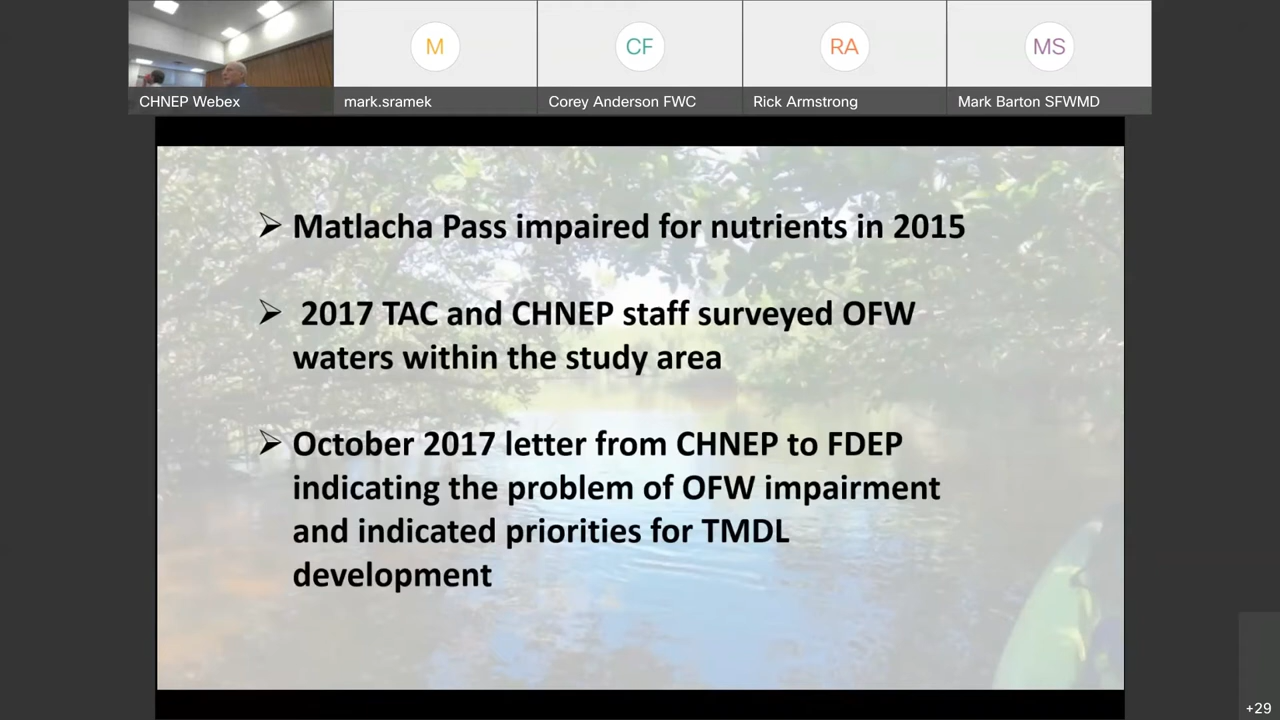 M
CF
RA
MS
CHNEP Webex
mark.sramek
Corey Anderson FWC
Rick Armstrong
Mark Barton SFWMD
➢ Matlacha Pass impaired for nutrients in 2015
➢ 2017 TAC and CHNEP staff surveyed OFW
waters within the study area
➢ October 2017 letter from CHNEP to FDEP
indicating the problem of OFW impairment
and indicated priorities for TMDL
development
+29